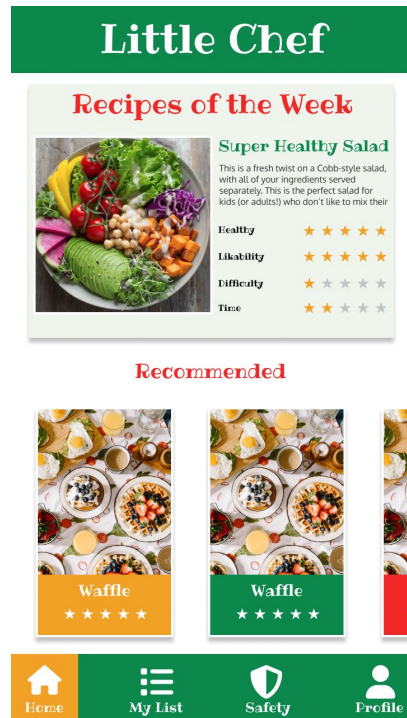 Little Chef
Recipes of the Week
Super Healthy Salad
This is a fresh twist on a Cobb-style salad,
with all of your ingredients served
separately. This is the perfect salad for
kids (or adults!) who don't like to mix their
Healthy
Likability
Difficulty
Time
Recommended
Waffle
Waffle
Home
My List
Safety
Profile